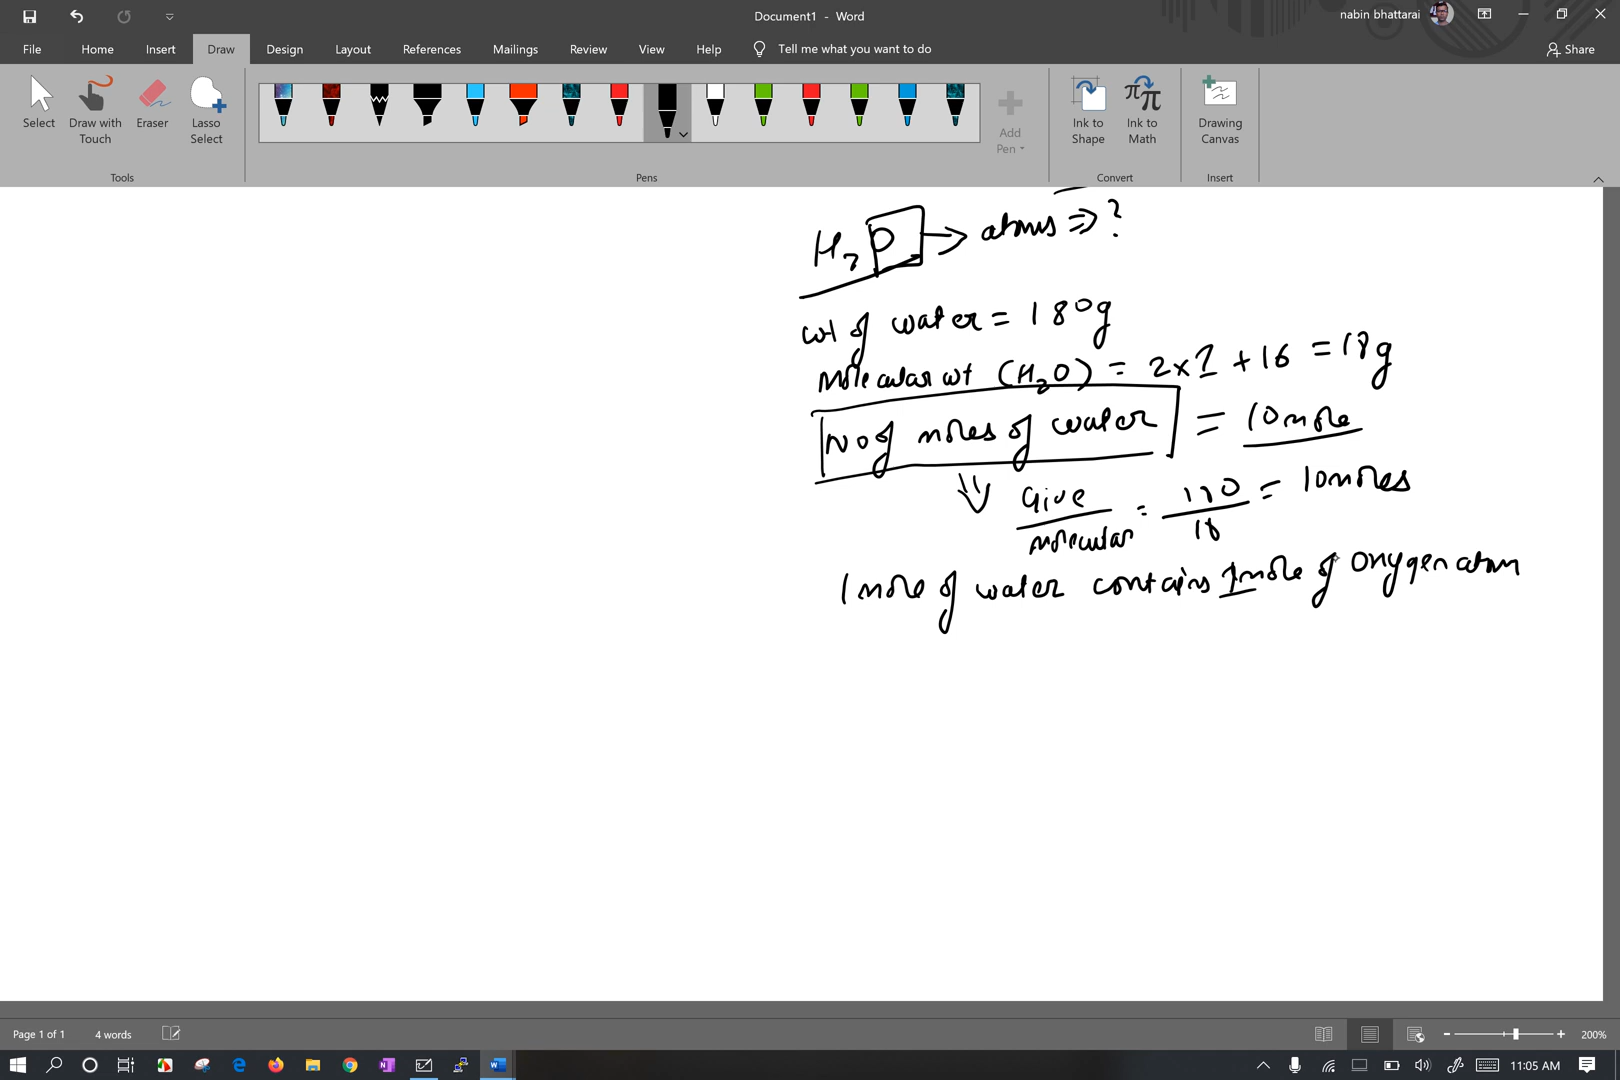 Document1 - Word
nabin bhattarai
File Home Insert Draw Design Layout References Mailings Review View Help Tell me what you want to do Share
Select
Draw with Touch
Eraser
Lasso Select
Add Pen
Ink to Shape
Ink to Math
Drawing Canvas
Tools Pens Convert Insert
H2O → atoms ⇒ ?
wt of water = 180g
Molecular wt (H2O) = 2×1 + 16 = 18g
No of moles of water = 10 mole
Give / molecular = 180 / 18 = 10 moles
1 mole of water contains 1 mole of oxygen atom
Page 1 of 1 4 words 200%
11:05 AM